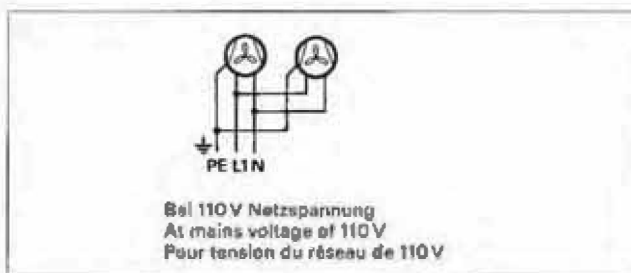 PE L1 N
Bei 110 V Netzspannung
At mains voltage of 110 V
Pour tension du réseau de 110 V